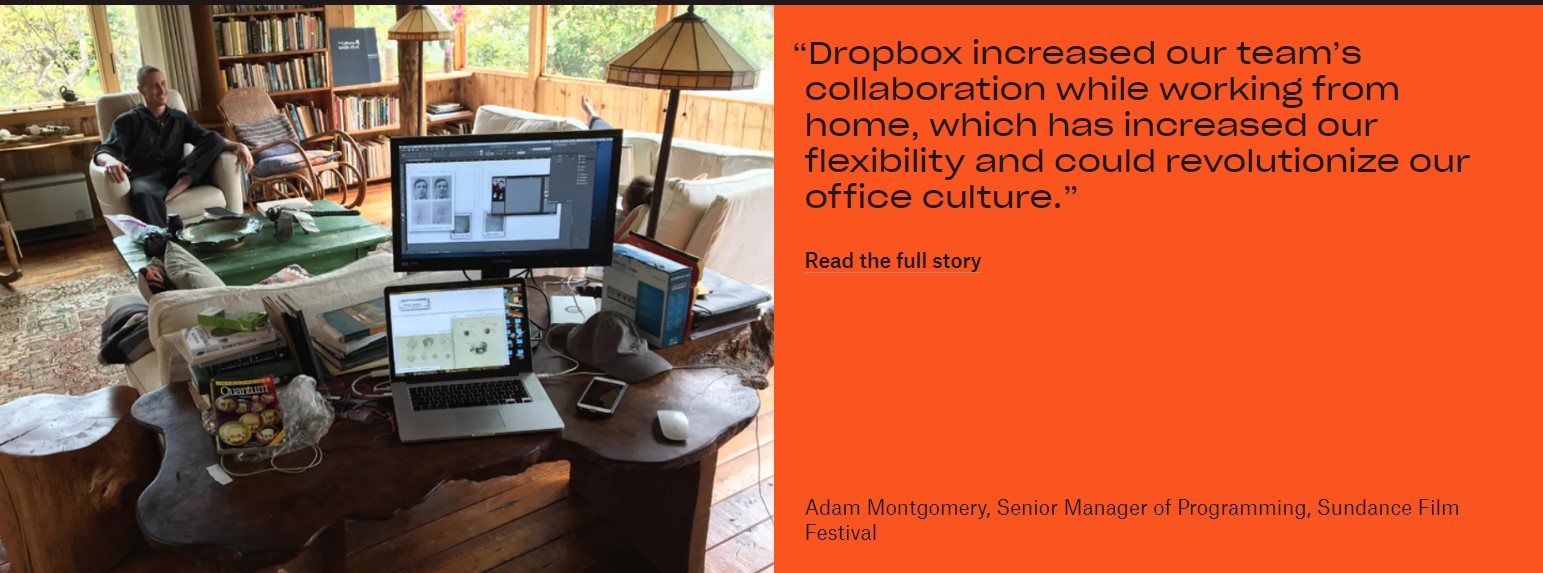 “Dropbox increased our team’s
collaboration while working from
home, which has increased our
flexibility and could revolutionize our
office culture.”
Read the full story
Adam Montgomery, Senior Manager of Programming, Sundance Film
Festival
Quantum